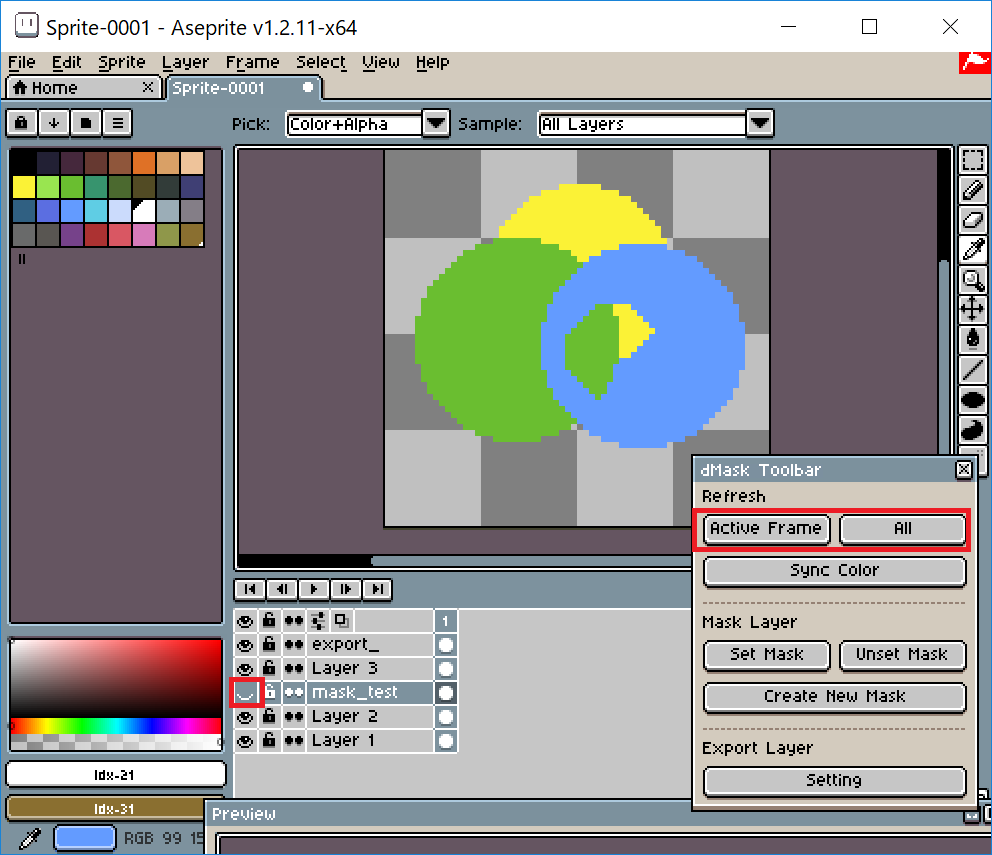 Sprite-0001 - Aseprite v1.2.11-x64
File Edit Sprite Layer Frame Select View Help
Home Sprite-0001
Pick: Color+Alpha Sample: All Layers
dMask Toolbar
Refresh
Active Frame All
Sync Color
1
export_
Layer 3
mask_test
Layer 2
Layer 1
Mask Layer
Set Mask Unset Mask
Create New Mask
Export Layer
Setting
Idx-21
Idx-31
RGB 99 15
Preview